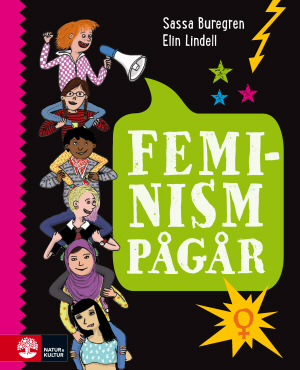 Sassa Buregren
Elin Lindell
FEMI-
NISM
PÅGÅR
NATUR &
KULTUR